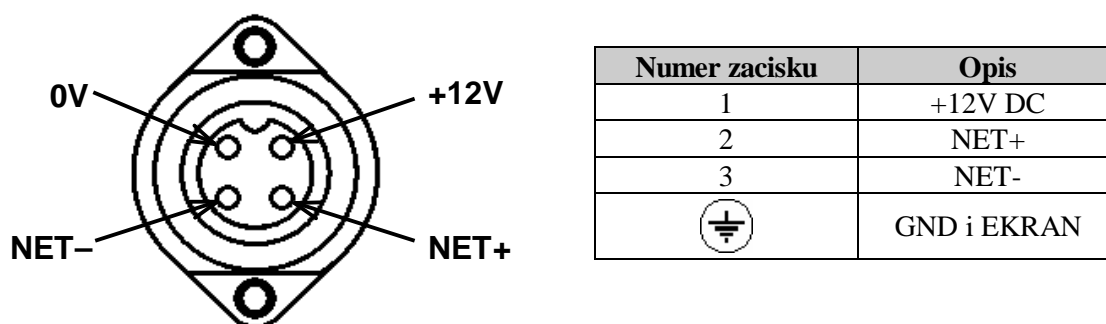 0V
+12V
NET–
NET+
Numer zacisku Opis
1 +12V DC
2 NET+
3 NET-
GND i EKRAN